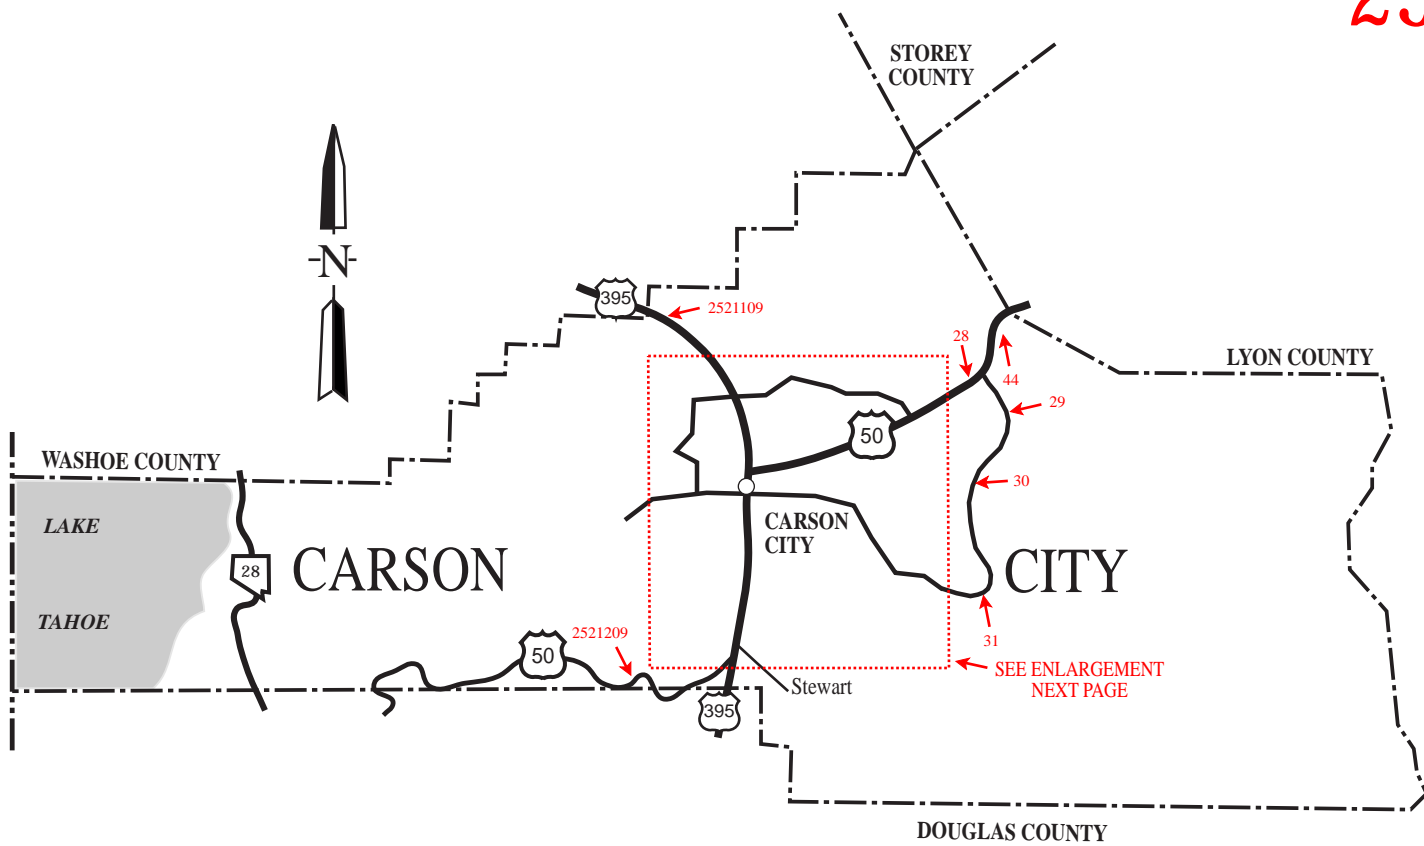 STOREY
COUNTY
N
395
2521109
28
44
LYON COUNTY
29
50
WASHOE COUNTY
30
LAKE
CARSON
CITY
28
CARSON
CITY
TAHOE
2521209
31
50
SEE ENLARGEMENT
NEXT PAGE
Stewart
395
DOUGLAS COUNTY